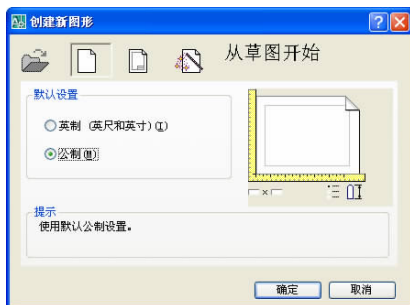 创建新图形
从草图开始
默认设置
英制（英尺和英寸）(I)
公制(M)
提示
使用默认公制设置。
确定 取消